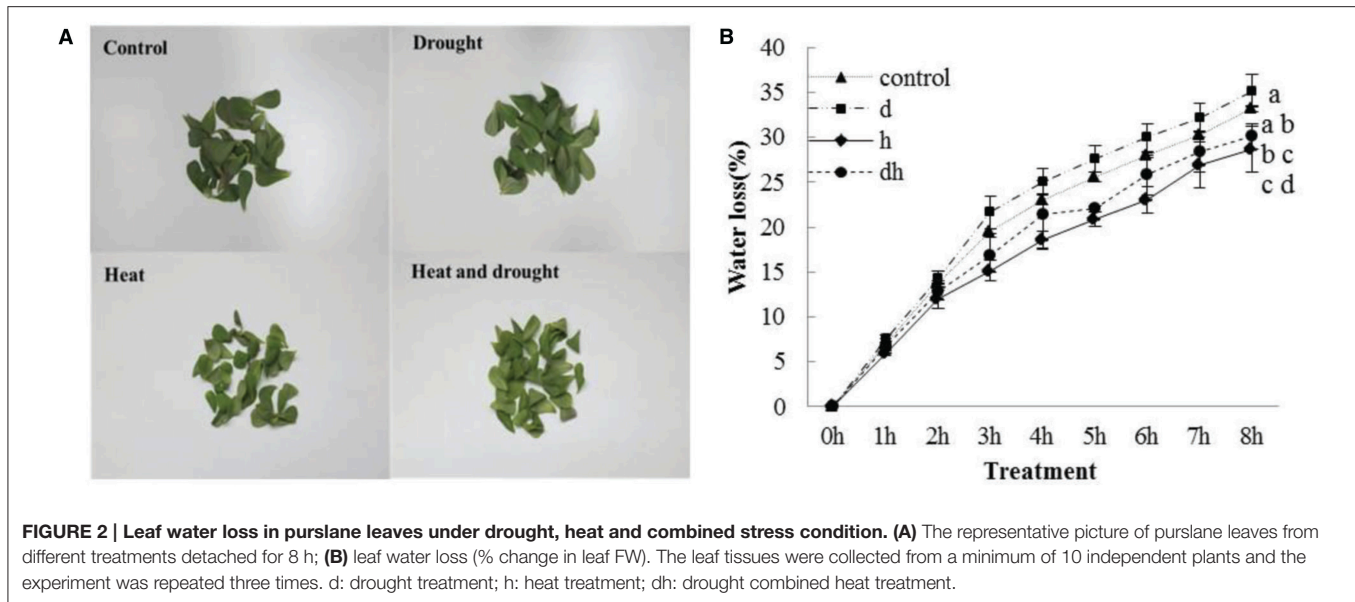 A
Control
Drought
Heat
Heat and drought
B
40
35
30
25
20
15
10
5
0
Water loss(%)
control
d
h
dh
a
a b
b c
c d
0h 1h 2h 3h 4h 5h 6h 7h 8h
Treatment
FIGURE 2 | Leaf water loss in purslane leaves under drought, heat and combined stress condition. (A) The representative picture of purslane leaves from
different treatments detached for 8 h; (B) leaf water loss (% change in leaf FW). The leaf tissues were collected from a minimum of 10 independent plants and the
experiment was repeated three times. d: drought treatment; h: heat treatment; dh: drought combined heat treatment.